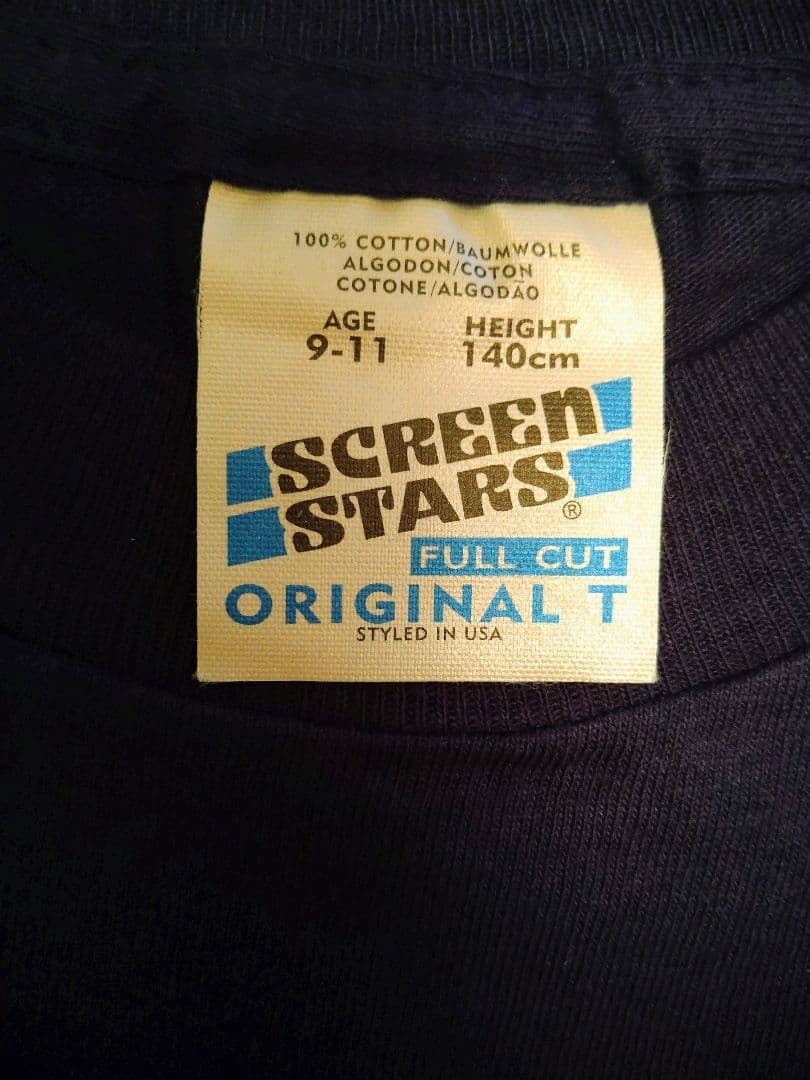 100% COTTON/BAUMWOLLE
ALGODON/COTON
COTONE/ALGODÃO
AGE HEIGHT
9-11 140cm
SCREEN
STARS®
FULL CUT
ORIGINAL T
STYLED IN USA